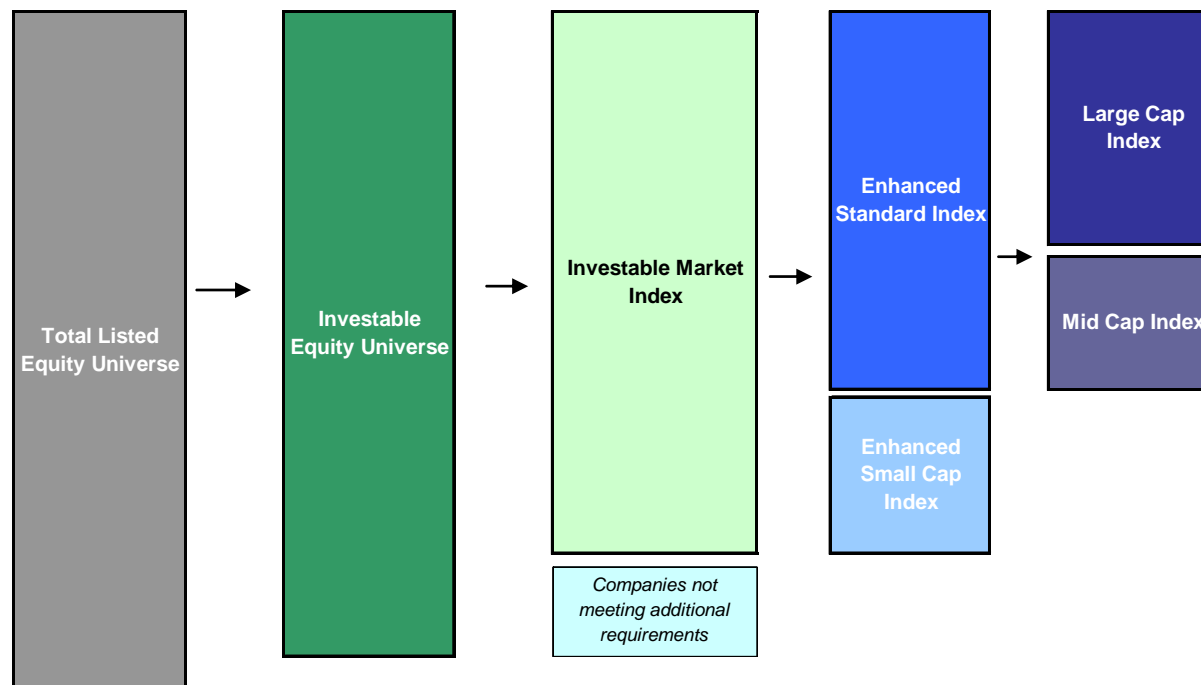 Total Listed
Equity Universe
Investable
Equity Universe
Investable Market
Index
Companies not
meeting additional
requirements
Enhanced
Standard Index
Enhanced
Small Cap
Index
Large Cap
Index
Mid Cap Index